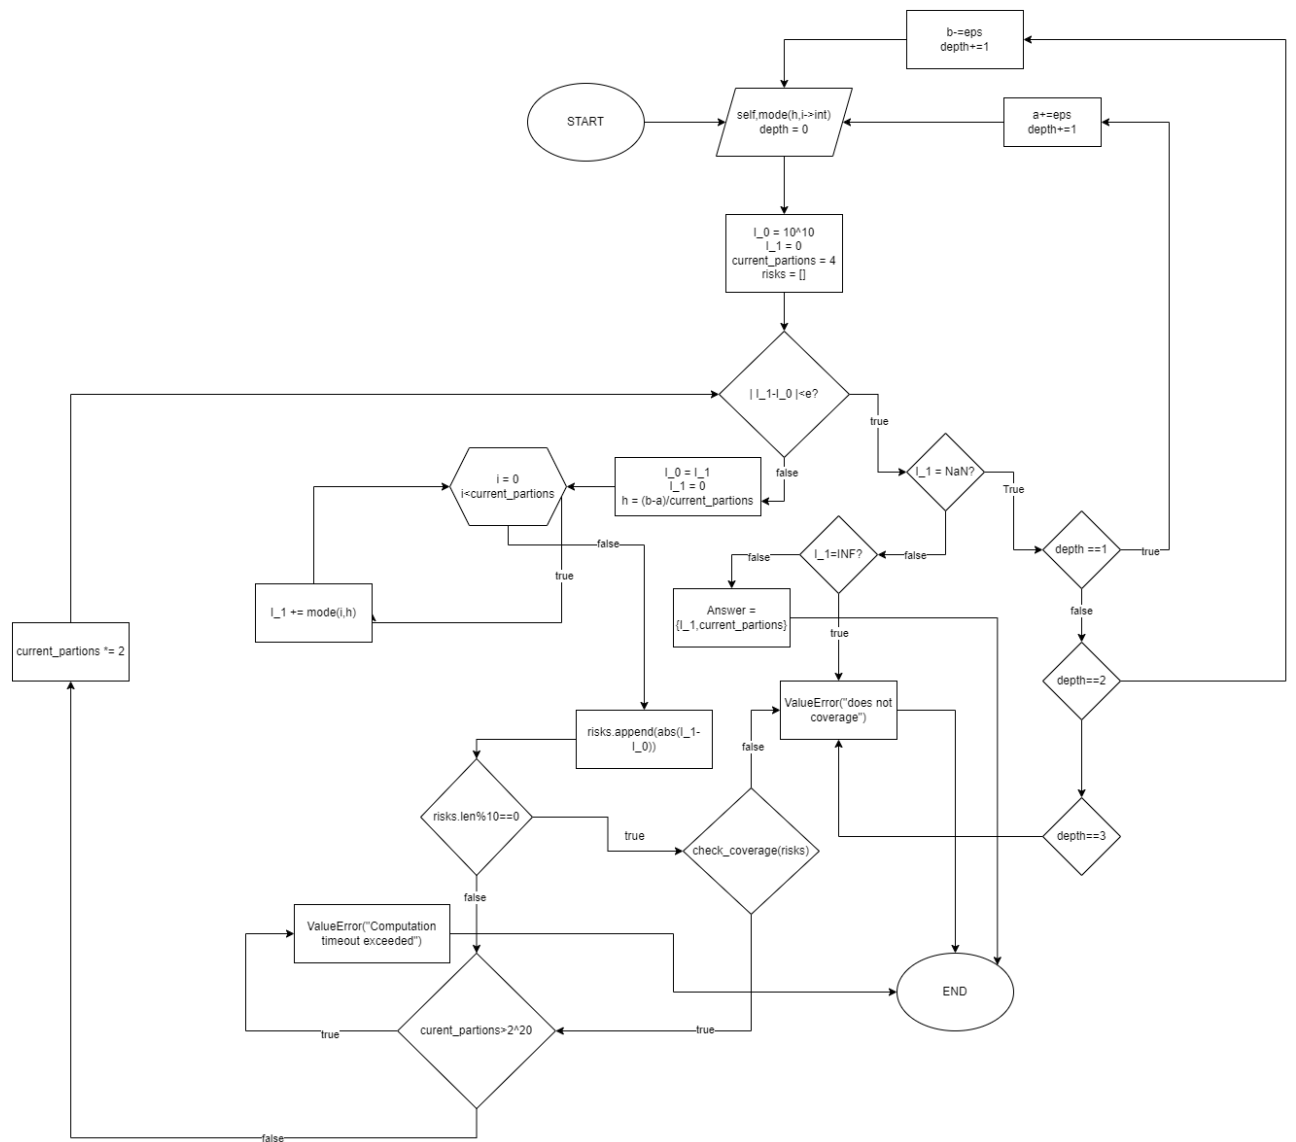 b-=eps
depth+=1
START
self,mode(h,i->int)
depth = 0
a+=eps
depth+=1
I_0 = 10^10
I_1 = 0
current_partions = 4
risks = []
| I_1-I_0 |<e?
true
false
I_1 = NaN?
True
false
i = 0
i<current_partions
I_0 = I_1
I_1 = 0
h = (b-a)/current_partions
false
true
I_1=INF?
false
true
depth ==1
true
false
I_1 += mode(i,h)
Answer =
{I_1,current_partions}
current_partions *= 2
depth==2
ValueError("does not
coverage")
risks.append(abs(I_1-
I_0))
false
risks.len%10==0
true
false
check_coverage(risks)
depth==3
ValueError("Computation
timeout exceeded")
END
curent_partions>2^20
true
true
false